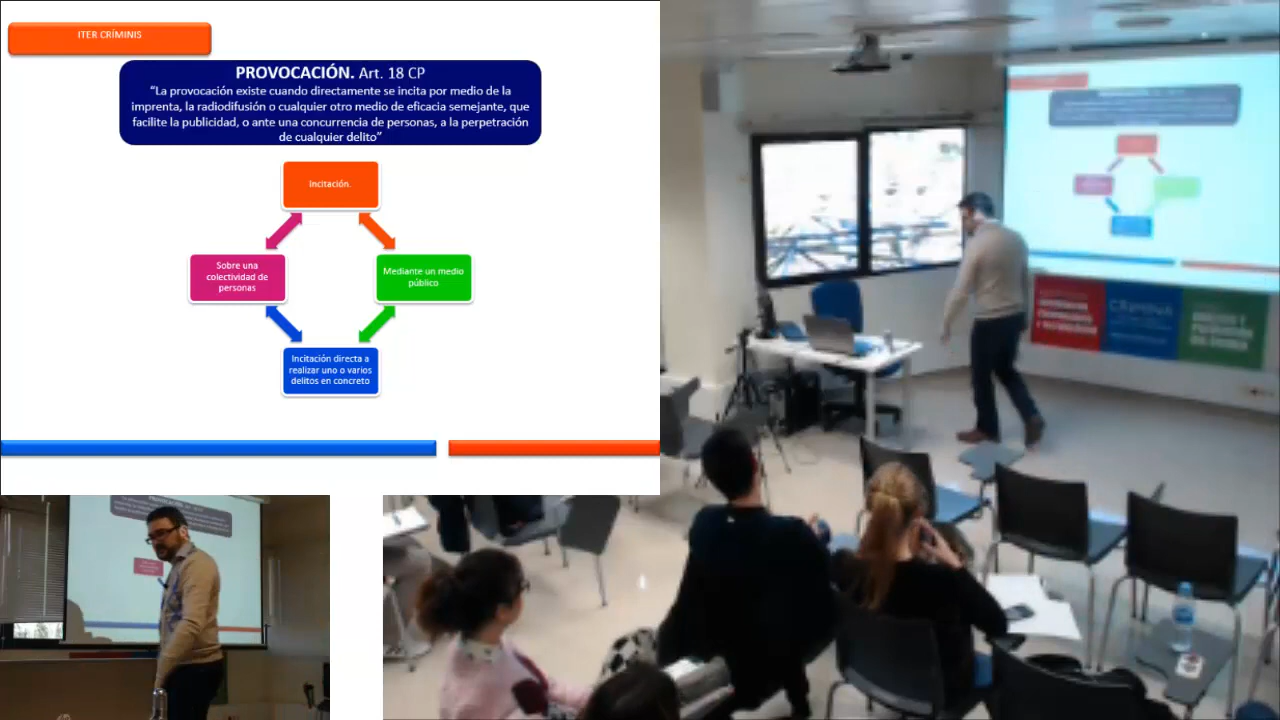 ITER CRÍMINIS
PROVOCACIÓN. Art. 18 CP
“La provocación existe cuando directamente se incita por medio de la
imprenta, la radiodifusión o cualquier otro medio de eficacia semejante, que
facilite la publicidad, o ante una concurrencia de personas, a la perpetración
de cualquier delito”
Incitación.
Sobre una
colectividad de
personas
Mediante un medio
público
Incitación directa a
realizar uno o varios
delitos en concreto
CRÍMINA